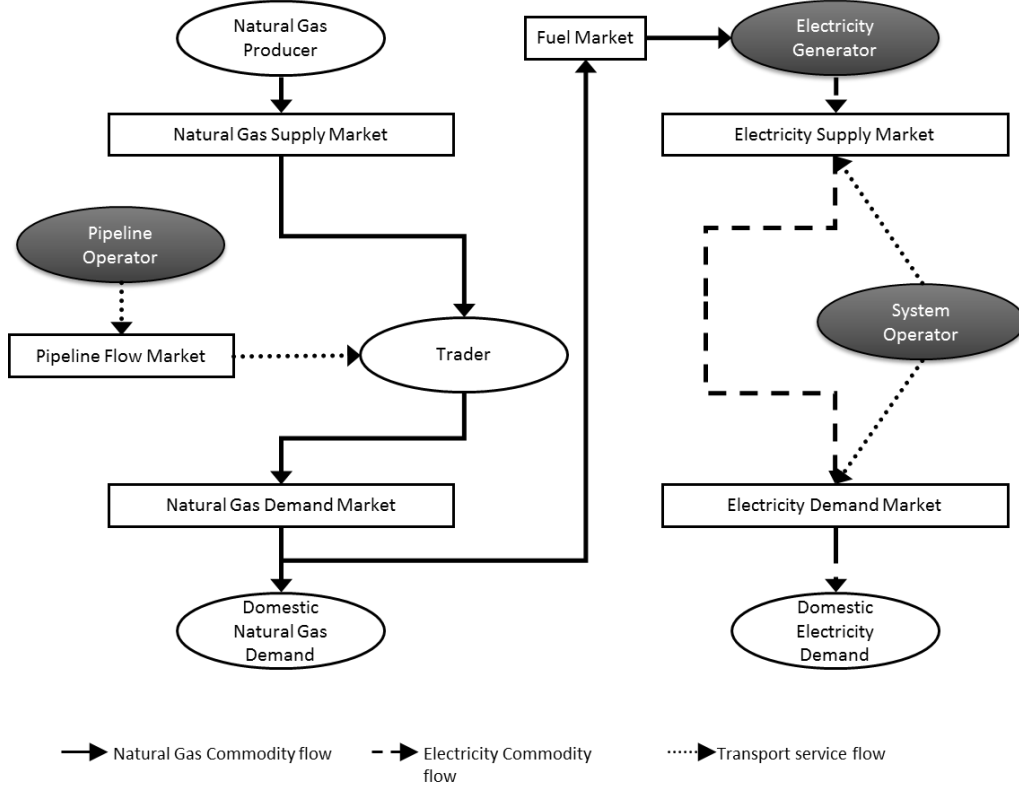 Natural Gas
Producer
Fuel Market
Electricity
Generator
Natural Gas Supply Market
Electricity Supply Market
Pipeline
Operator
System
Operator
Pipeline Flow Market
Trader
Natural Gas Demand Market
Electricity Demand Market
Domestic
Natural Gas
Demand
Domestic
Electricity
Demand
Natural Gas Commodity flow
Electricity Commodity
flow
Transport service flow